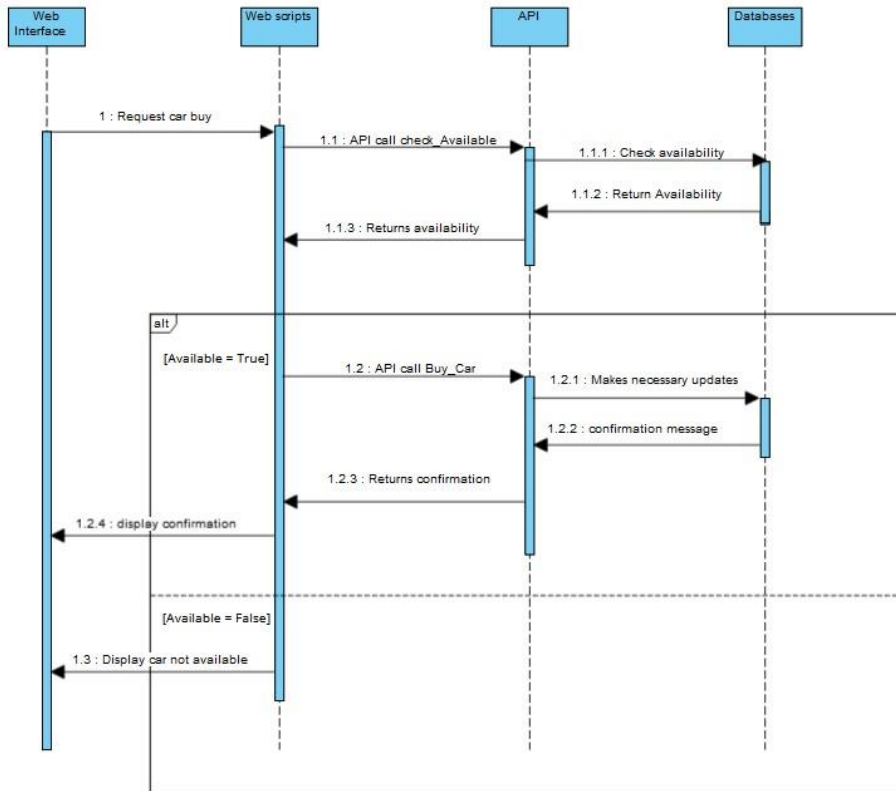 Web
Interface
Web scripts
API
Databases
1 : Request car buy
1.1 : API call check_Available
1.1.1 : Check availability
1.1.2 : Return Availability
1.1.3 : Returns availability
alt
[Available = True]
1.2 : API call Buy_Car
1.2.1 : Makes necessary updates
1.2.2 : confirmation message
1.2.3 : Returns confirmation
1.2.4 : display confirmation
[Available = False]
1.3 : Display car not available